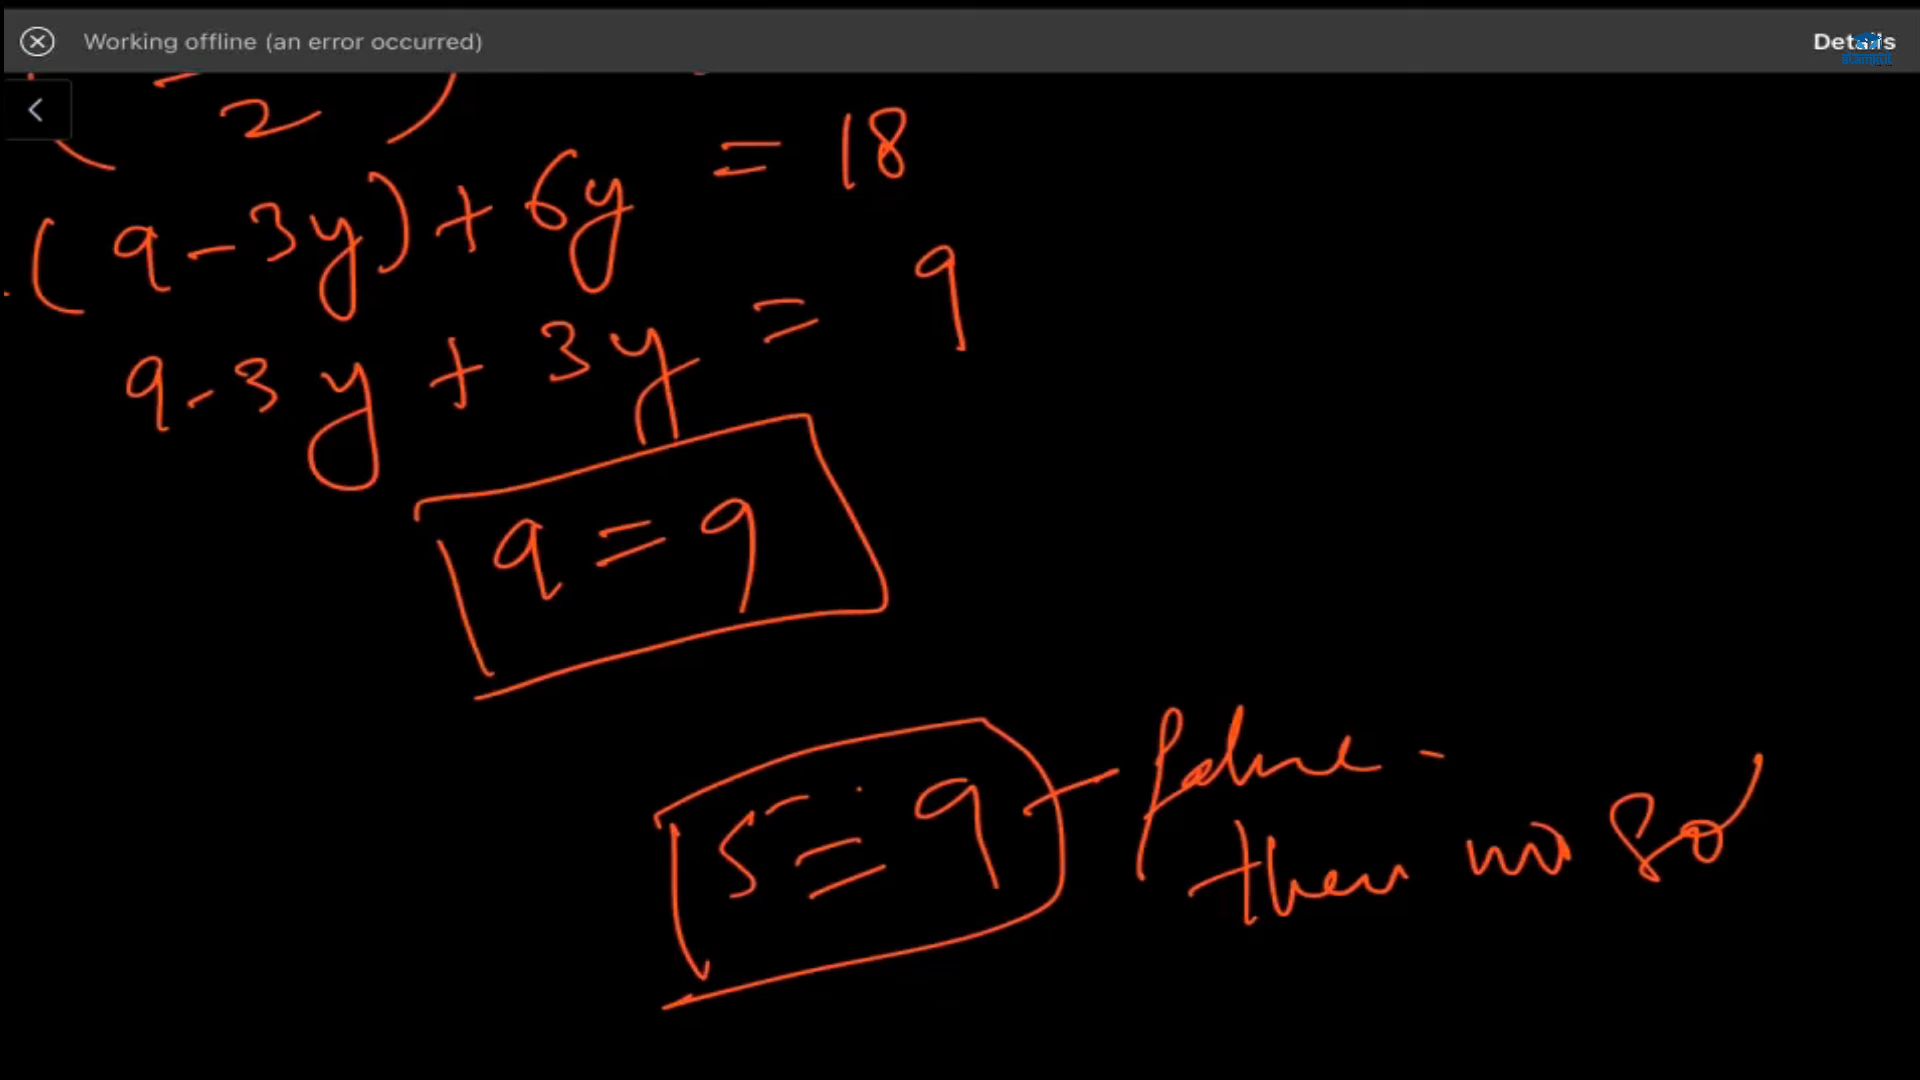 Working offline (an error occurred)
Details
2
(9-3y)+6y = 18
9-3y+3y = 9
9=9
5=9 - false -
then no sol